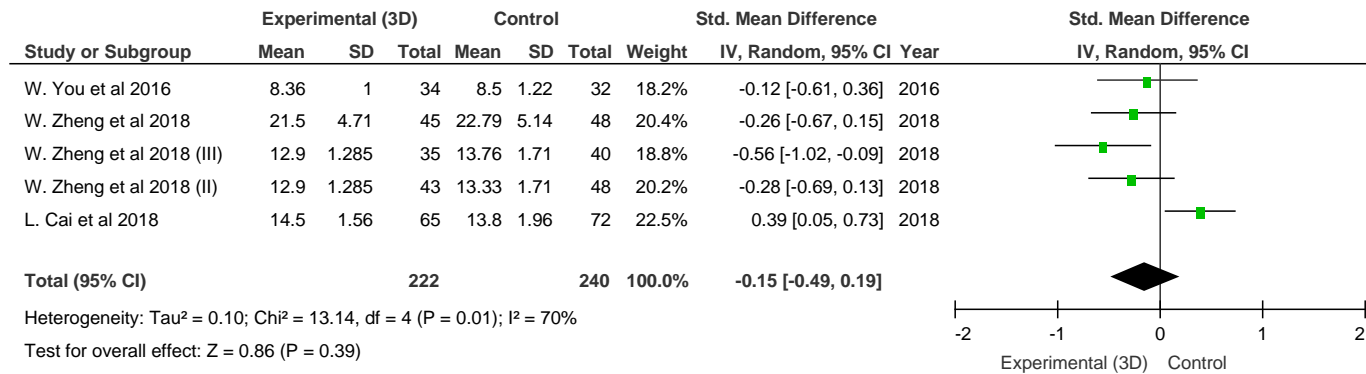 Experimental (3D) Control Std. Mean Difference Std. Mean Difference
Study or Subgroup Mean SD Total Mean SD Total Weight IV, Random, 95% CI Year IV, Random, 95% CI
W. You et al 2016 8.36 1 34 8.5 1.22 32 18.2% -0.12 [-0.61, 0.36] 2016
W. Zheng et al 2018 21.5 4.71 45 22.79 5.14 48 20.4% -0.26 [-0.67, 0.15] 2018
W. Zheng et al 2018 (III) 12.9 1.285 35 13.76 1.71 40 18.8% -0.56 [-1.02, -0.09] 2018
W. Zheng et al 2018 (II) 12.9 1.285 43 13.33 1.71 48 20.2% -0.28 [-0.69, 0.13] 2018
L. Cai et al 2018 14.5 1.56 65 13.8 1.96 72 22.5% 0.39 [0.05, 0.73] 2018
Total (95% CI) 222 240 100.0% -0.15 [-0.49, 0.19]
Heterogeneity: Tau² = 0.10; Chi² = 13.14, df = 4 (P = 0.01); I² = 70%
Test for overall effect: Z = 0.86 (P = 0.39)
-2 -1 0 1 2
Experimental (3D) Control